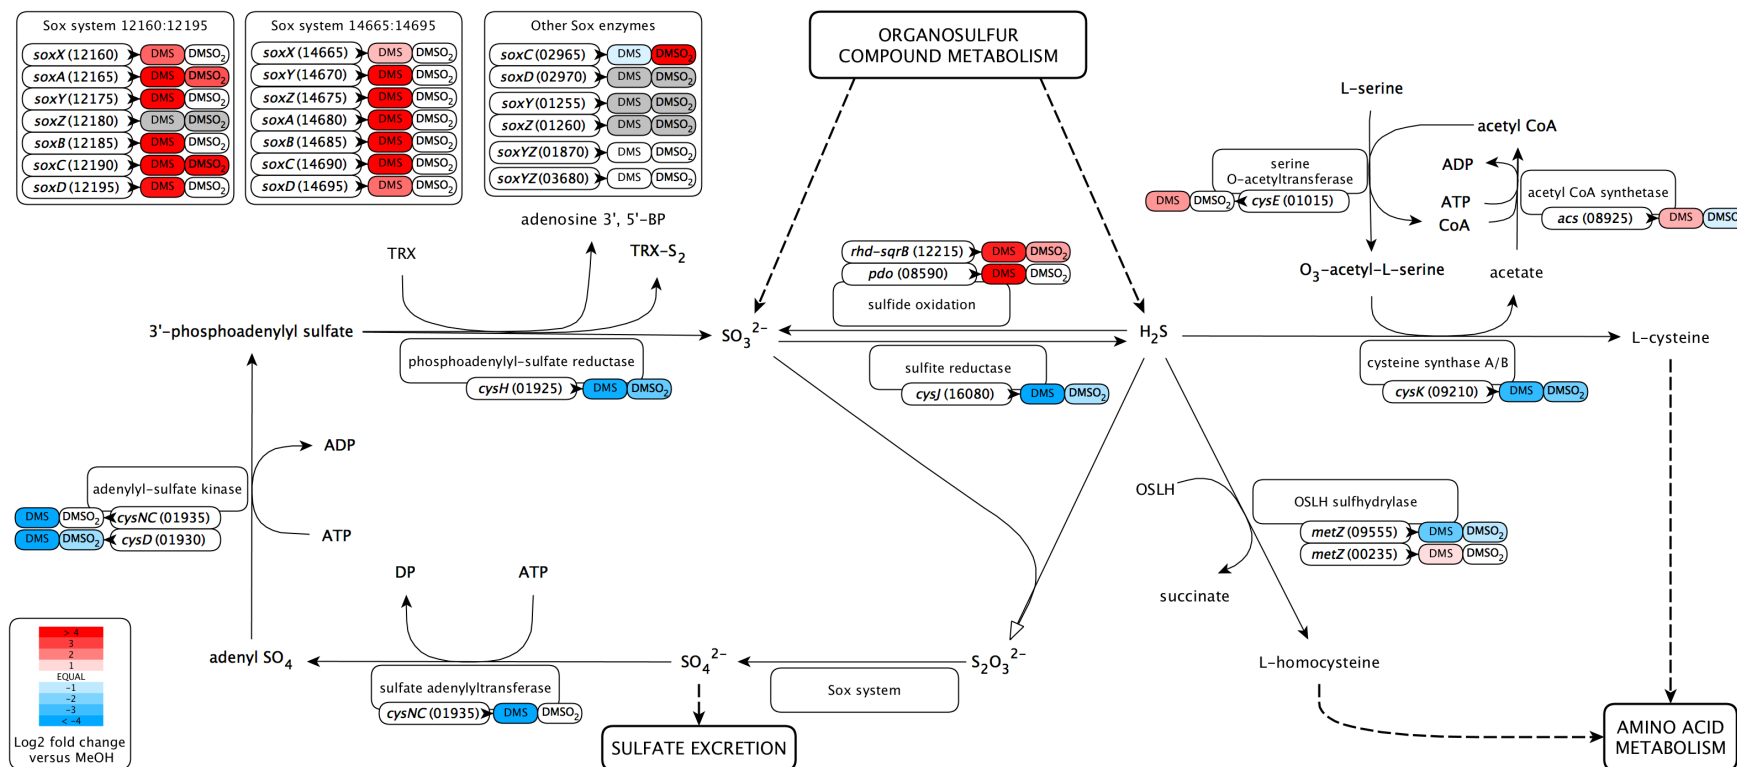 Sox system 12160:12195
soxX (12160) DMS DMSO2
soxA (12165) DMS DMSO2
soxY (12175) DMS DMSO2
soxZ (12180) DMS DMSO2
soxB (12185) DMS DMSO2
soxC (12190) DMS DMSO2
soxD (12195) DMS DMSO2
Sox system 14665:14695
soxX (14665) DMS DMSO2
soxY (14670) DMS DMSO2
soxZ (14675) DMS DMSO2
soxA (14680) DMS DMSO2
soxB (14685) DMS DMSO2
soxC (14690) DMS DMSO2
soxD (14695) DMS DMSO2
Other Sox enzymes
soxC (02965) DMS DMSO2
soxD (02970) DMS DMSO2
soxY (01255) DMS DMSO2
soxZ (01260) DMS DMSO2
soxYZ (01870) DMS DMSO2
soxYZ (03680) DMS DMSO2
ORGANOSULFUR
COMPOUND METABOLISM
L-serine
acetyl CoA
ADP
ATP
CoA
serine
O-acetyltransferase
DMS DMSO2 cysE (01015)
acetyl CoA synthetase
acs (08925) DMS DMSO
O3-acetyl-L-serine
acetate
adenosine 3', 5'-BP
TRX
TRX-S2
rhd-sqrB (12215) DMS DMSO2
pdo (08590) DMS DMSO2
sulfide oxidation
3'-phosphoadenylyl sulfate
SO3 2-
H2S
L-cysteine
phosphoadenylyl-sulfate reductase
cysH (01925) DMS DMSO2
sulfite reductase
cysJ (16080) DMS DMSO2
cysteine synthase A/B
cysK (09210) DMS DMSO2
ADP
adenylyl-sulfate kinase
DMS DMSO2 cysNC (01935)
DMS DMSO2 cysD (01930)
ATP
OSLH
OSLH sulfhydrylase
metZ (09555) DMS DMSO2
metZ (00235) DMS DMSO2
succinate
DP
ATP
adenyl SO4
SO4 2-
S2O3 2-
L-homocysteine
sulfate adenylyltransferase
cysNC (01935) DMS DMSO2
Sox system
SULFATE EXCRETION
AMINO ACID
METABOLISM
> 4
3
2
1
EQUAL
-1
-2
-3
< -4
Log2 fold change
versus MeOH